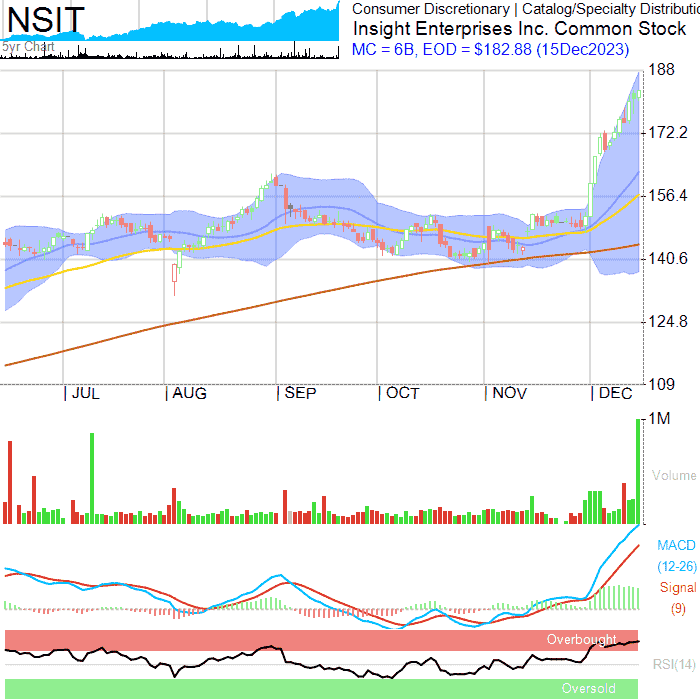 NSIT
5yr Chart
Consumer Discretionary | Catalog/Specialty Distributic
Insight Enterprises Inc. Common Stock
MC = 6B, EOD = $182.88 (15Dec2023)
188
172.2
156.4
140.6
124.8
109
| JUL | AUG | SEP | OCT | NOV | DEC
1M
Volume
MACD
(12-26)
Signal
(9)
Overbought
RSI(14)
Oversold